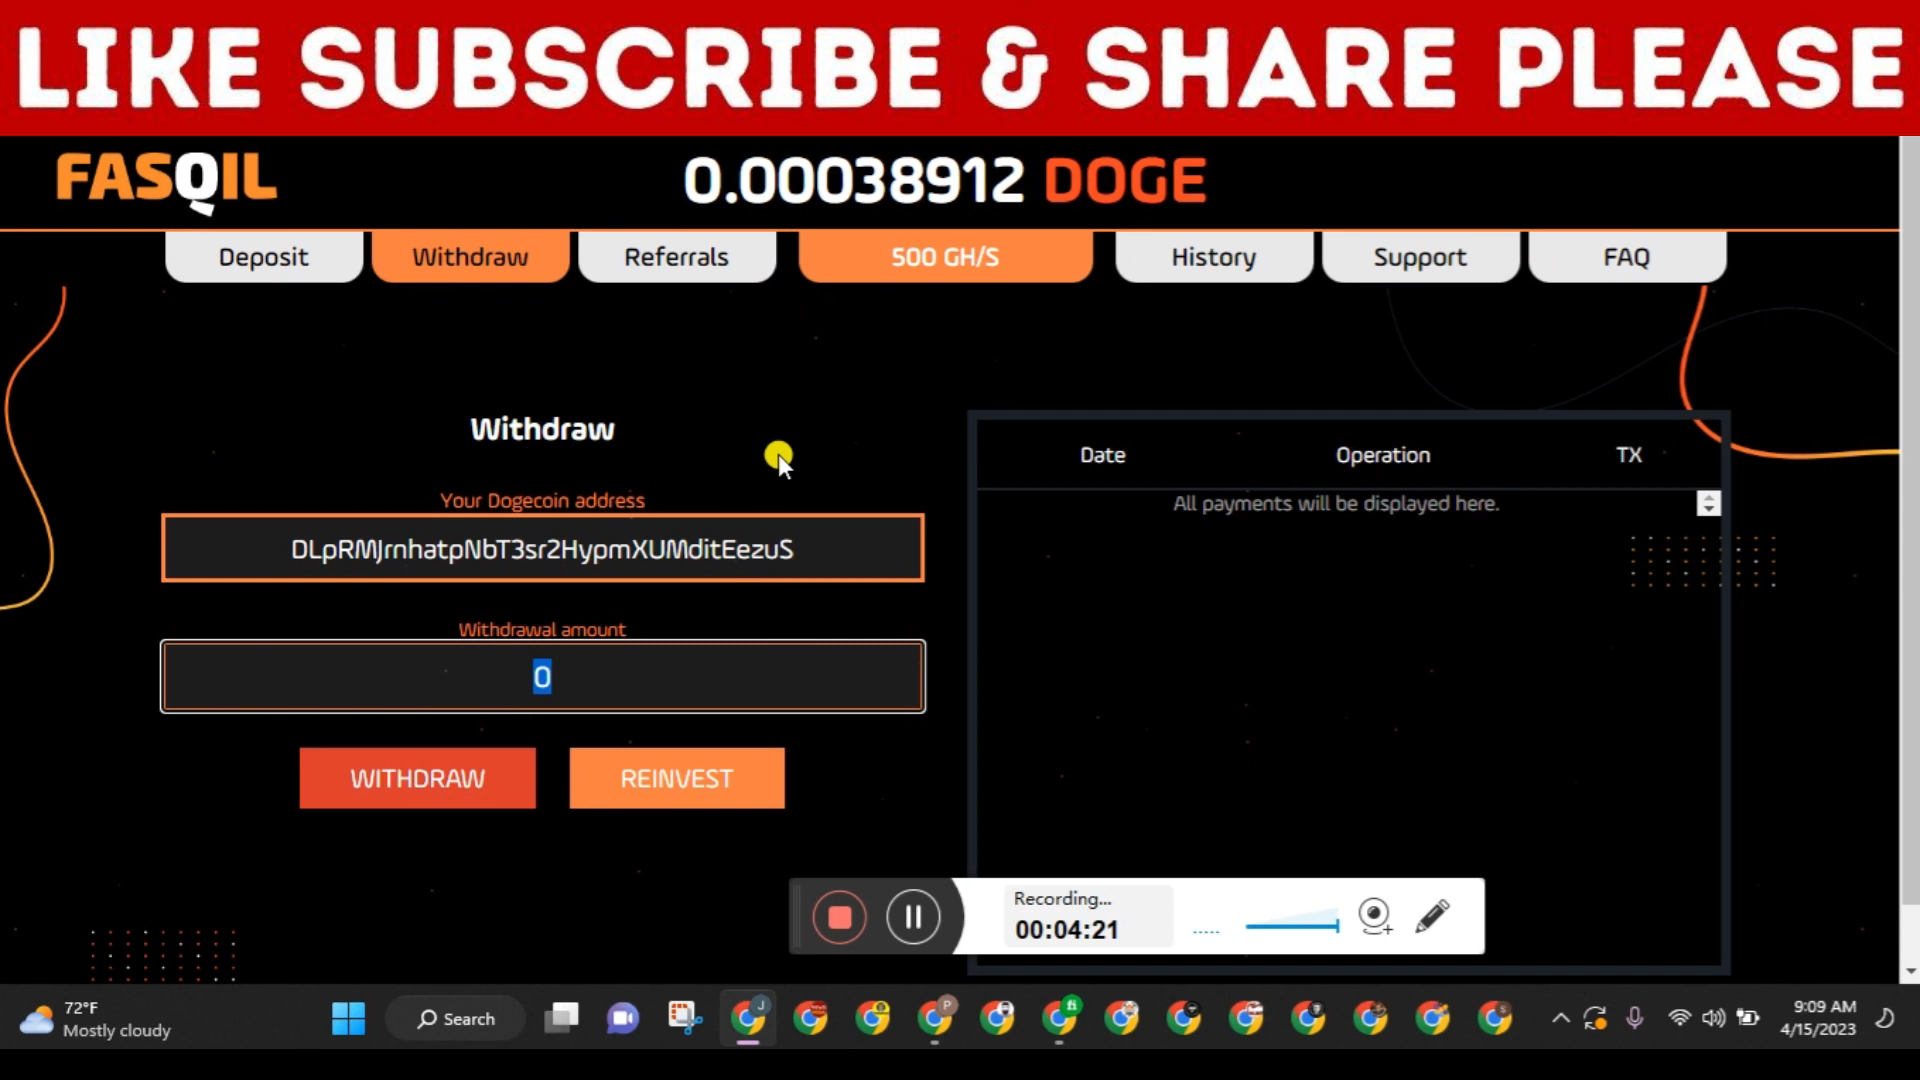 LIKE SUBSCRIBE & SHARE PLEASE
FASQIL
0.00038912 DOGE
Deposit
Withdraw
Referrals
500 GH/S
History
Support
FAQ
Withdraw
Your Dogecoin address
DLpRMJrnhatpNbT3sr2HypmXUMditEezuS
Withdrawal amount
0
WITHDRAW
REINVEST
Date
Operation
TX
All payments will be displayed here.
Recording...
00:04:21
72°F
Mostly cloudy
Search
9:09 AM
4/15/2023